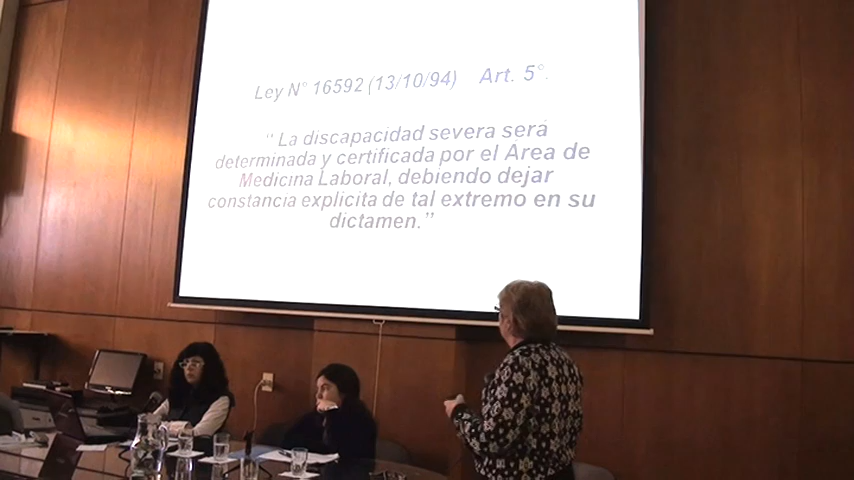 Ley N° 16592 (13/10/94) Art. 5°.
“ La discapacidad severa será
determinada y certificada por el Area de
Medicina Laboral, debiendo dejar
constancia explicita de tal extremo en su
dictamen.”